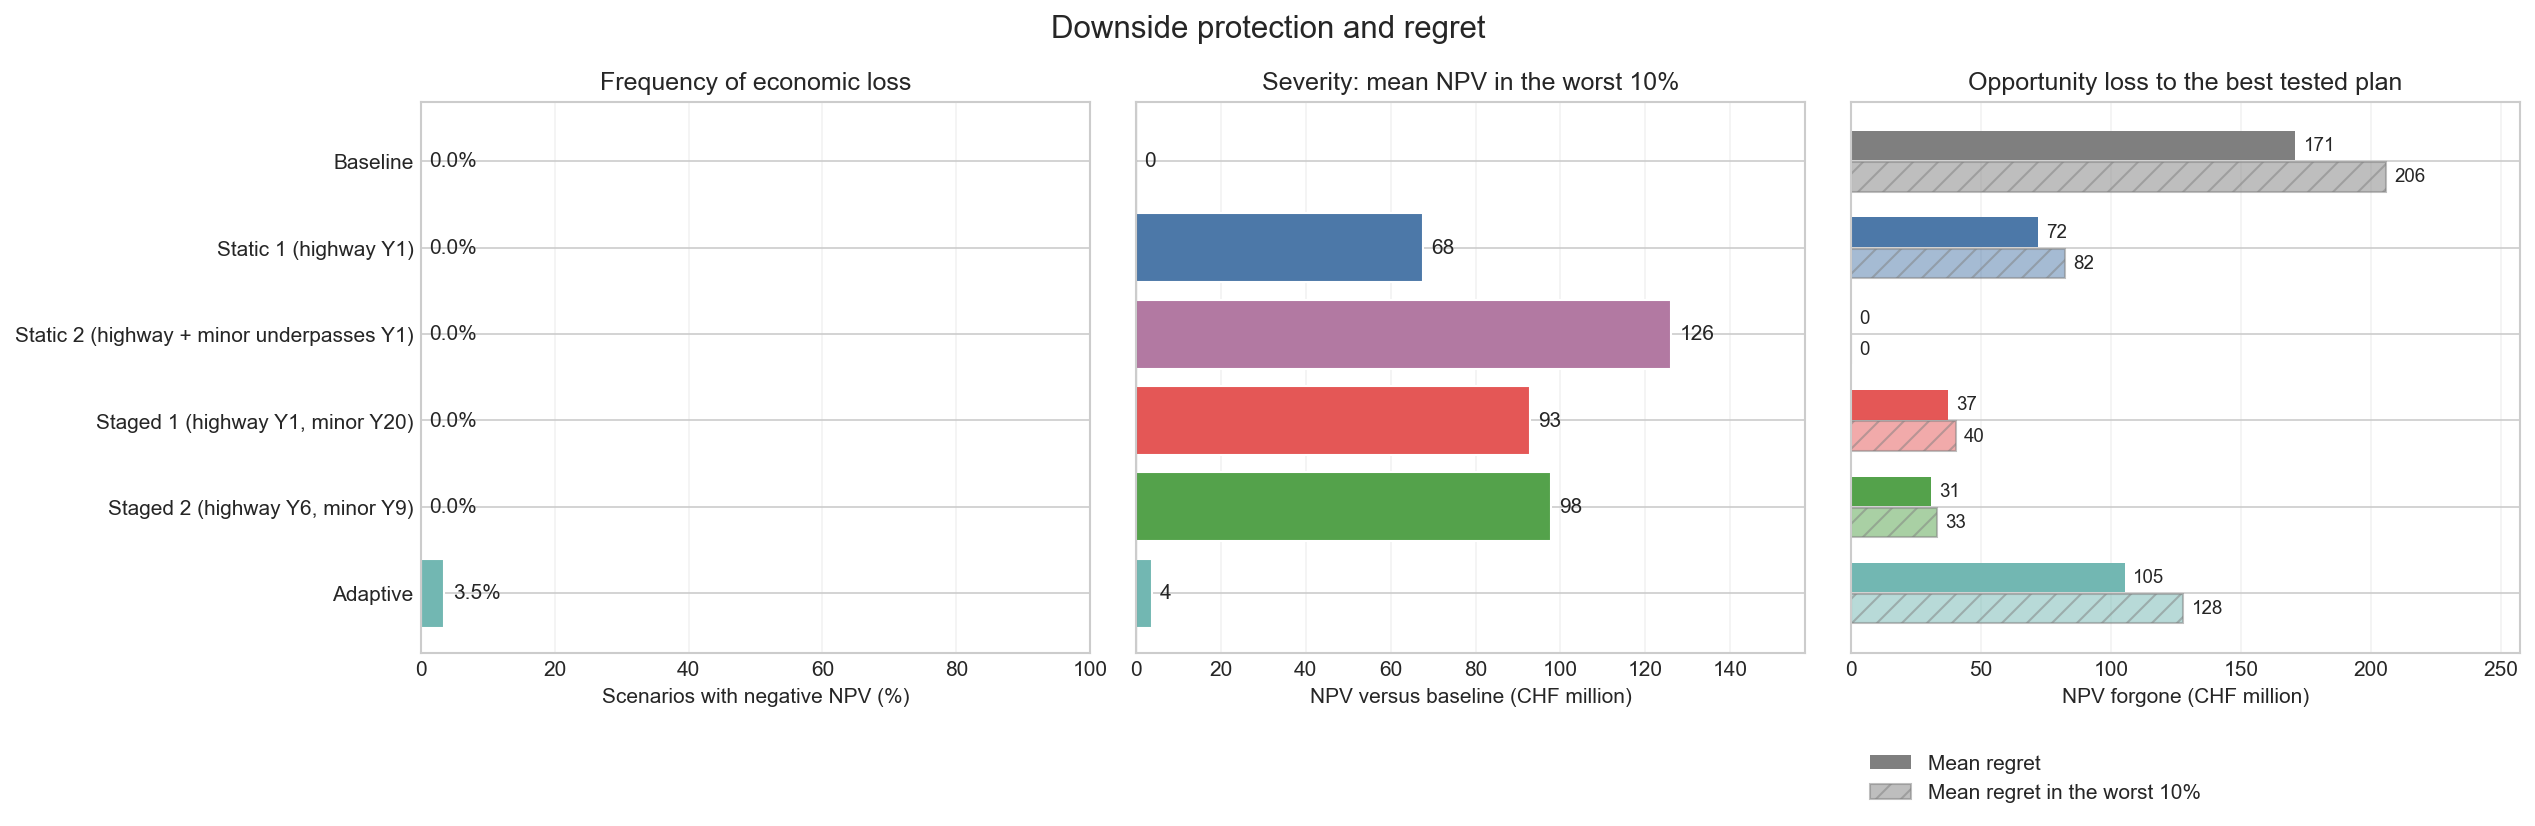 Downside protection and regret
Frequency of economic loss
Baseline
0.0%
Static 1 (highway Y1)
0.0%
Static 2 (highway + minor underpasses Y1)
0.0%
Staged 1 (highway Y1, minor Y20)
0.0%
Staged 2 (highway Y6, minor Y9)
0.0%
Adaptive
3.5%
0 20 40 60 80 100
Scenarios with negative NPV (%)
Severity: mean NPV in the worst 10%
0
68
126
93
98
4
0 20 40 60 80 100 120 140
NPV versus baseline (CHF million)
Opportunity loss to the best tested plan
171
206
72
82
0
0
37
40
31
33
105
128
0 50 100 150 200 250
NPV forgone (CHF million)
Mean regret
Mean regret in the worst 10%